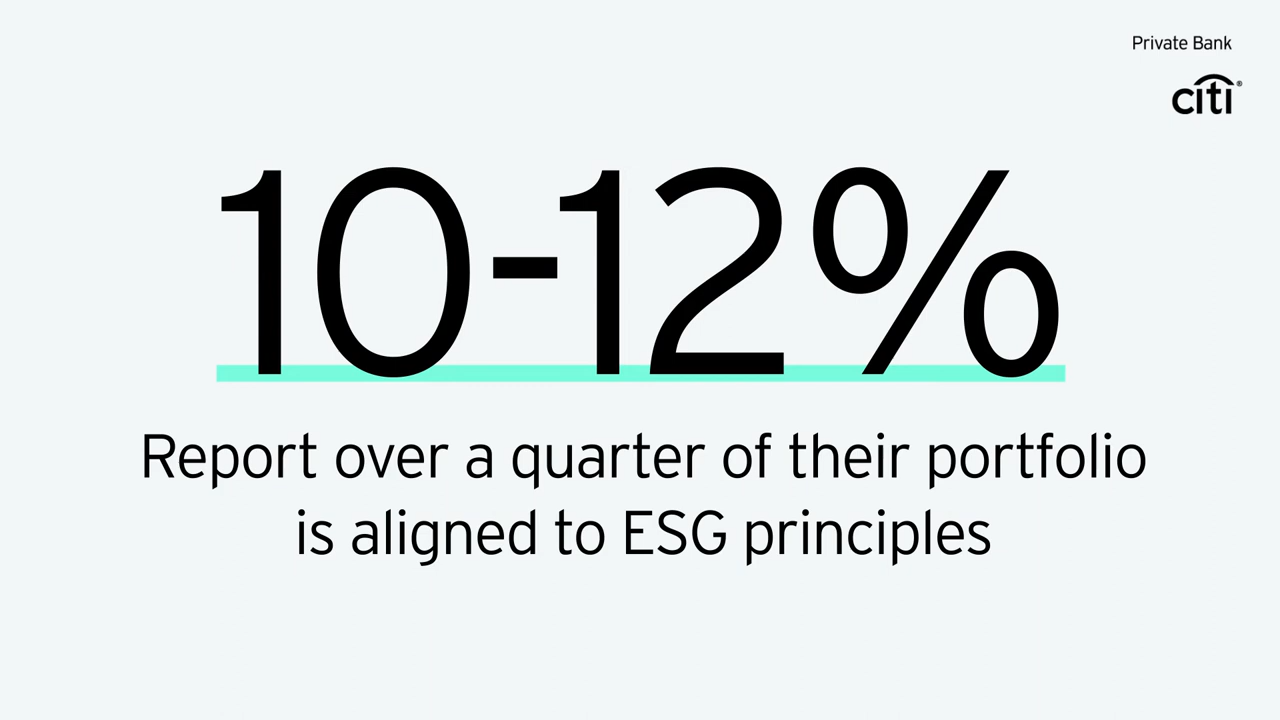 Private Bank
citi®
10-12%
Report over a quarter of their portfolio
is aligned to ESG principles